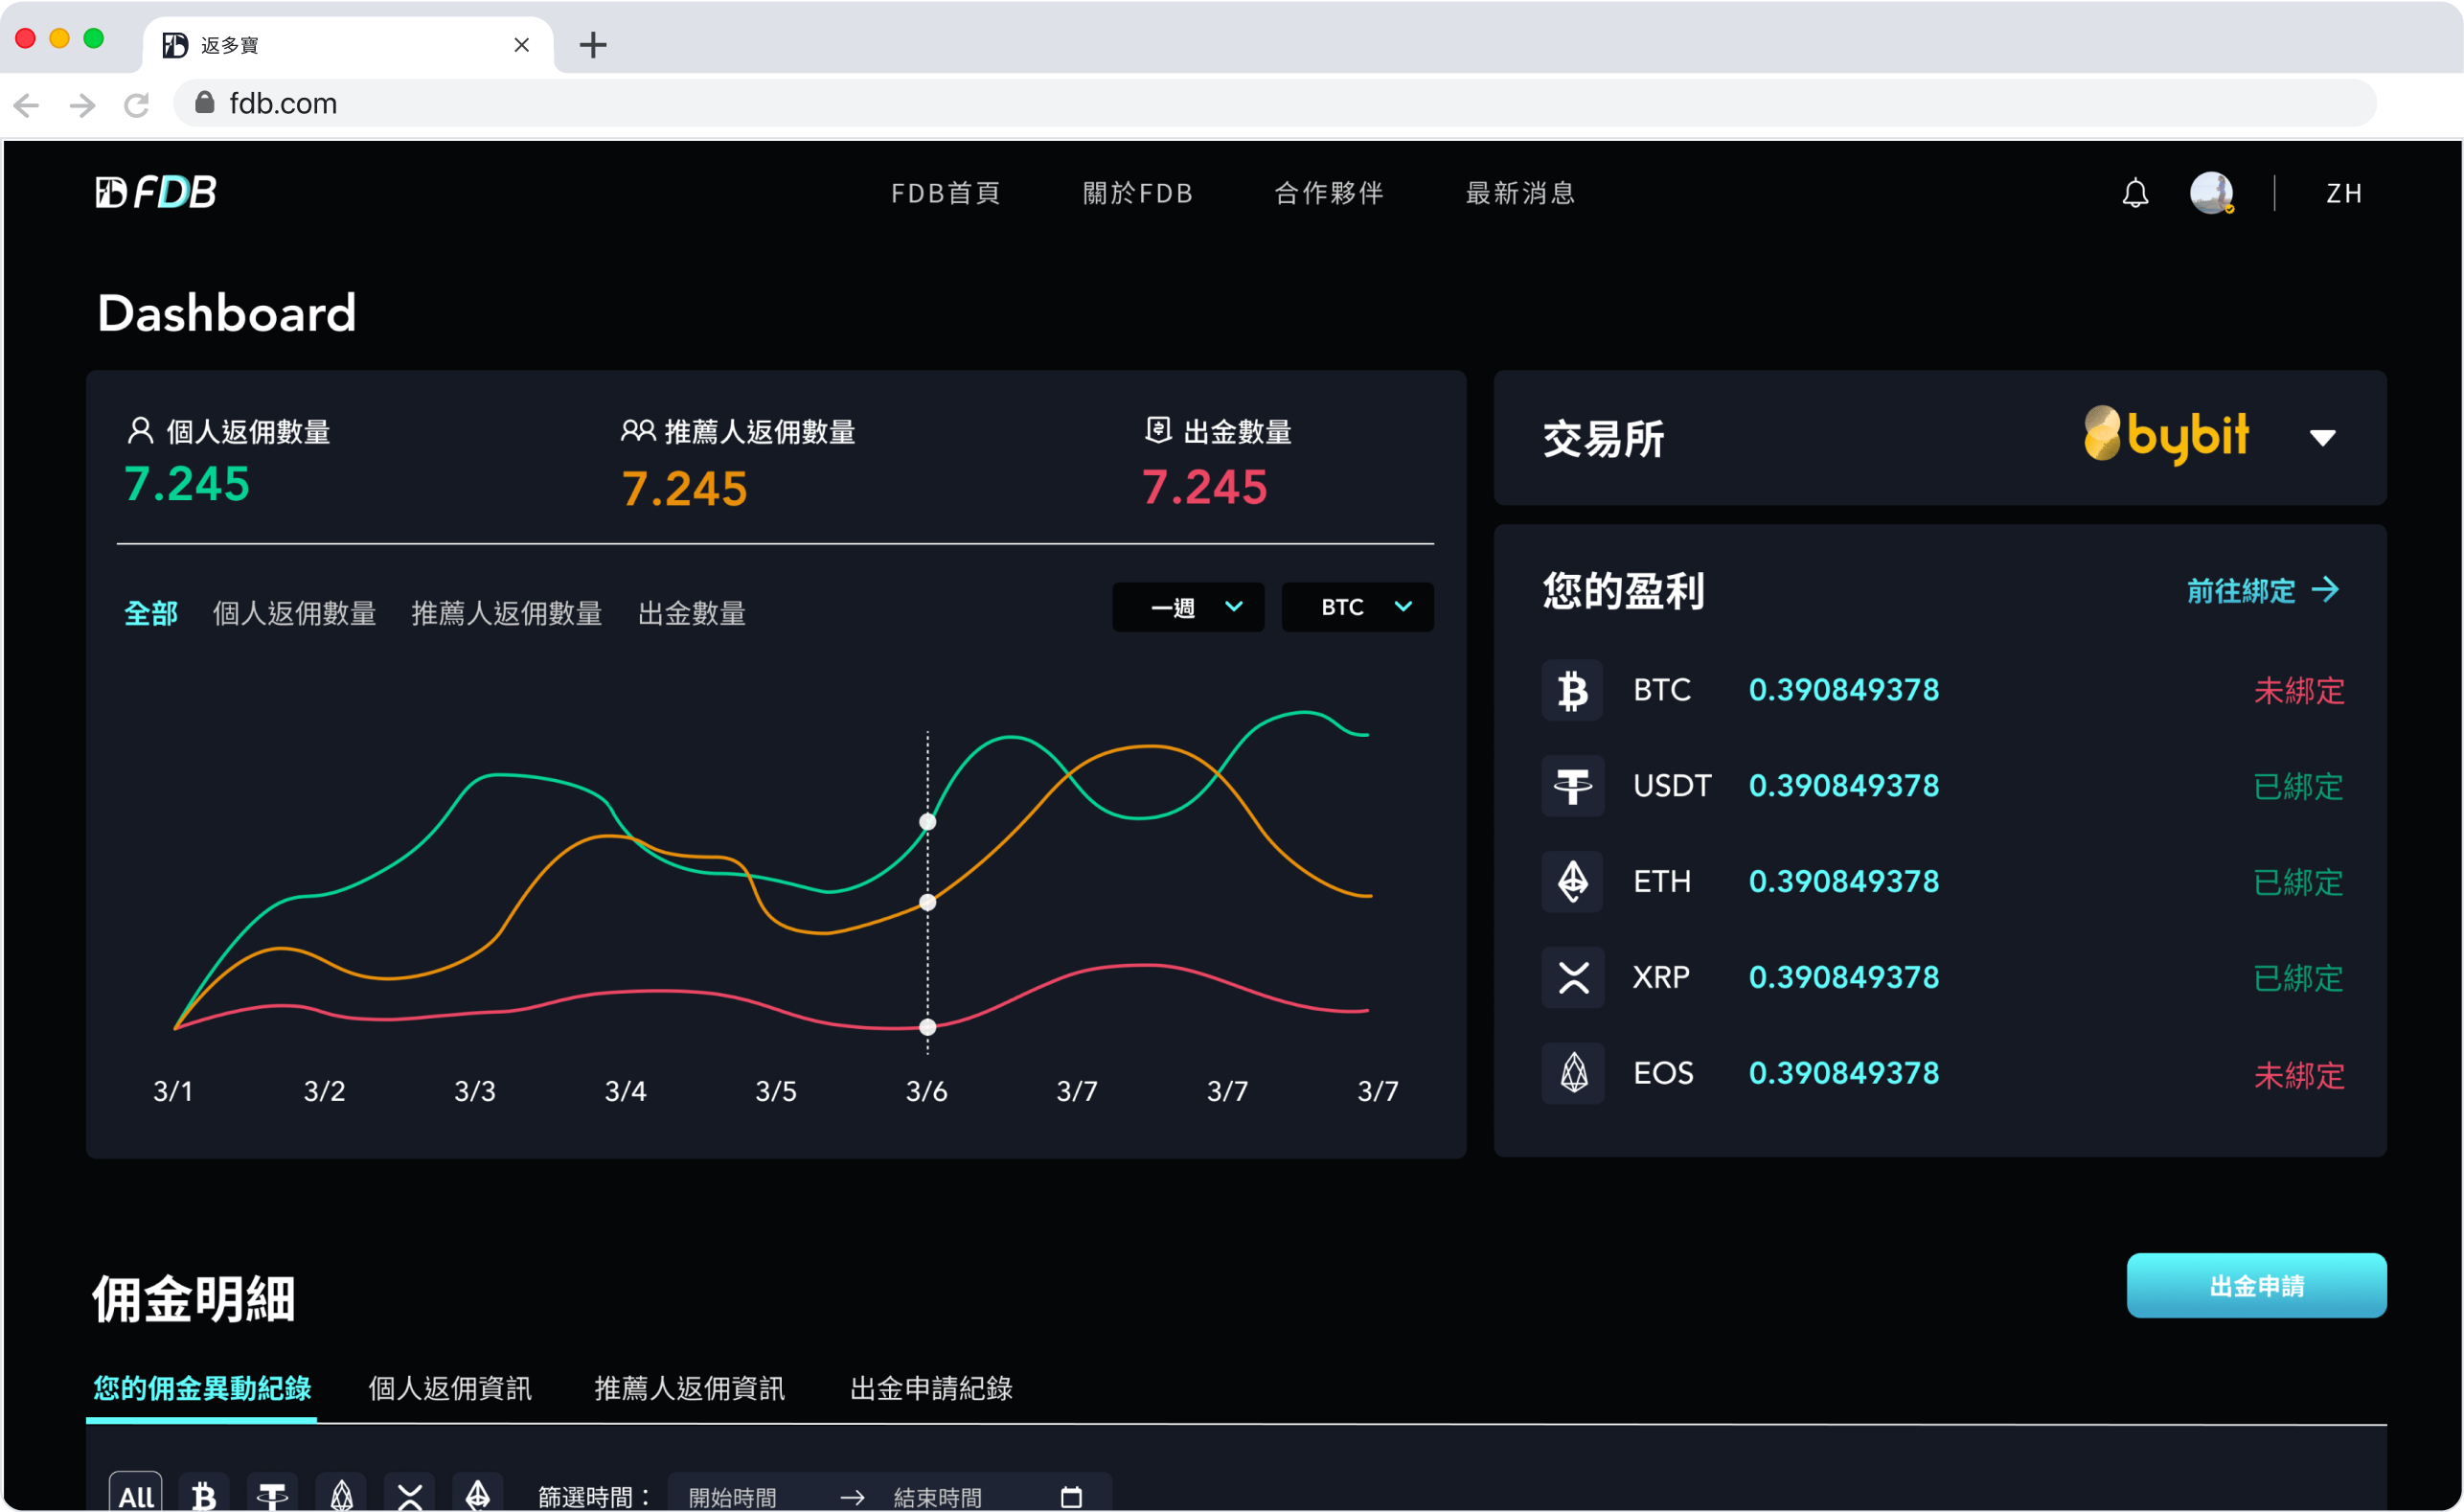 返多寶
fdb.com
FDB
FDB首頁 關於FDB 合作夥伴 最新消息 ZH
Dashboard
個人返佣數量 推薦人返佣數量 出金數量
7.245 7.245 7.245
全部 個人返佣數量 推薦人返佣數量 出金數量 一週 BTC
3/1 3/2 3/3 3/4 3/5 3/6 3/7 3/7 3/7
交易所 bybit
您的盈利 前往綁定
BTC 0.390849378 未綁定
USDT 0.390849378 已綁定
ETH 0.390849378 已綁定
XRP 0.390849378 已綁定
EOS 0.390849378 未綁定
佣金明細 出金申請
您的佣金異動紀錄 個人返佣資訊 推薦人返佣資訊 出金申請紀錄
All 篩選時間： 開始時間 → 結束時間